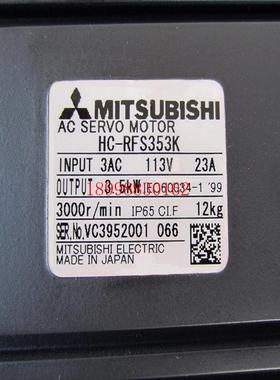 MITSUBISHI
AC SERVO MOTOR
HC-RFS353K
INPUT 3AC 113V 23A
OUTPUT 3.5kW IEC60034-1 '99
3000r/min IP65 CI.F 12kg
SER.No.VC3952001 066
MITSUBISHI ELECTRIC
MADE IN JAPAN